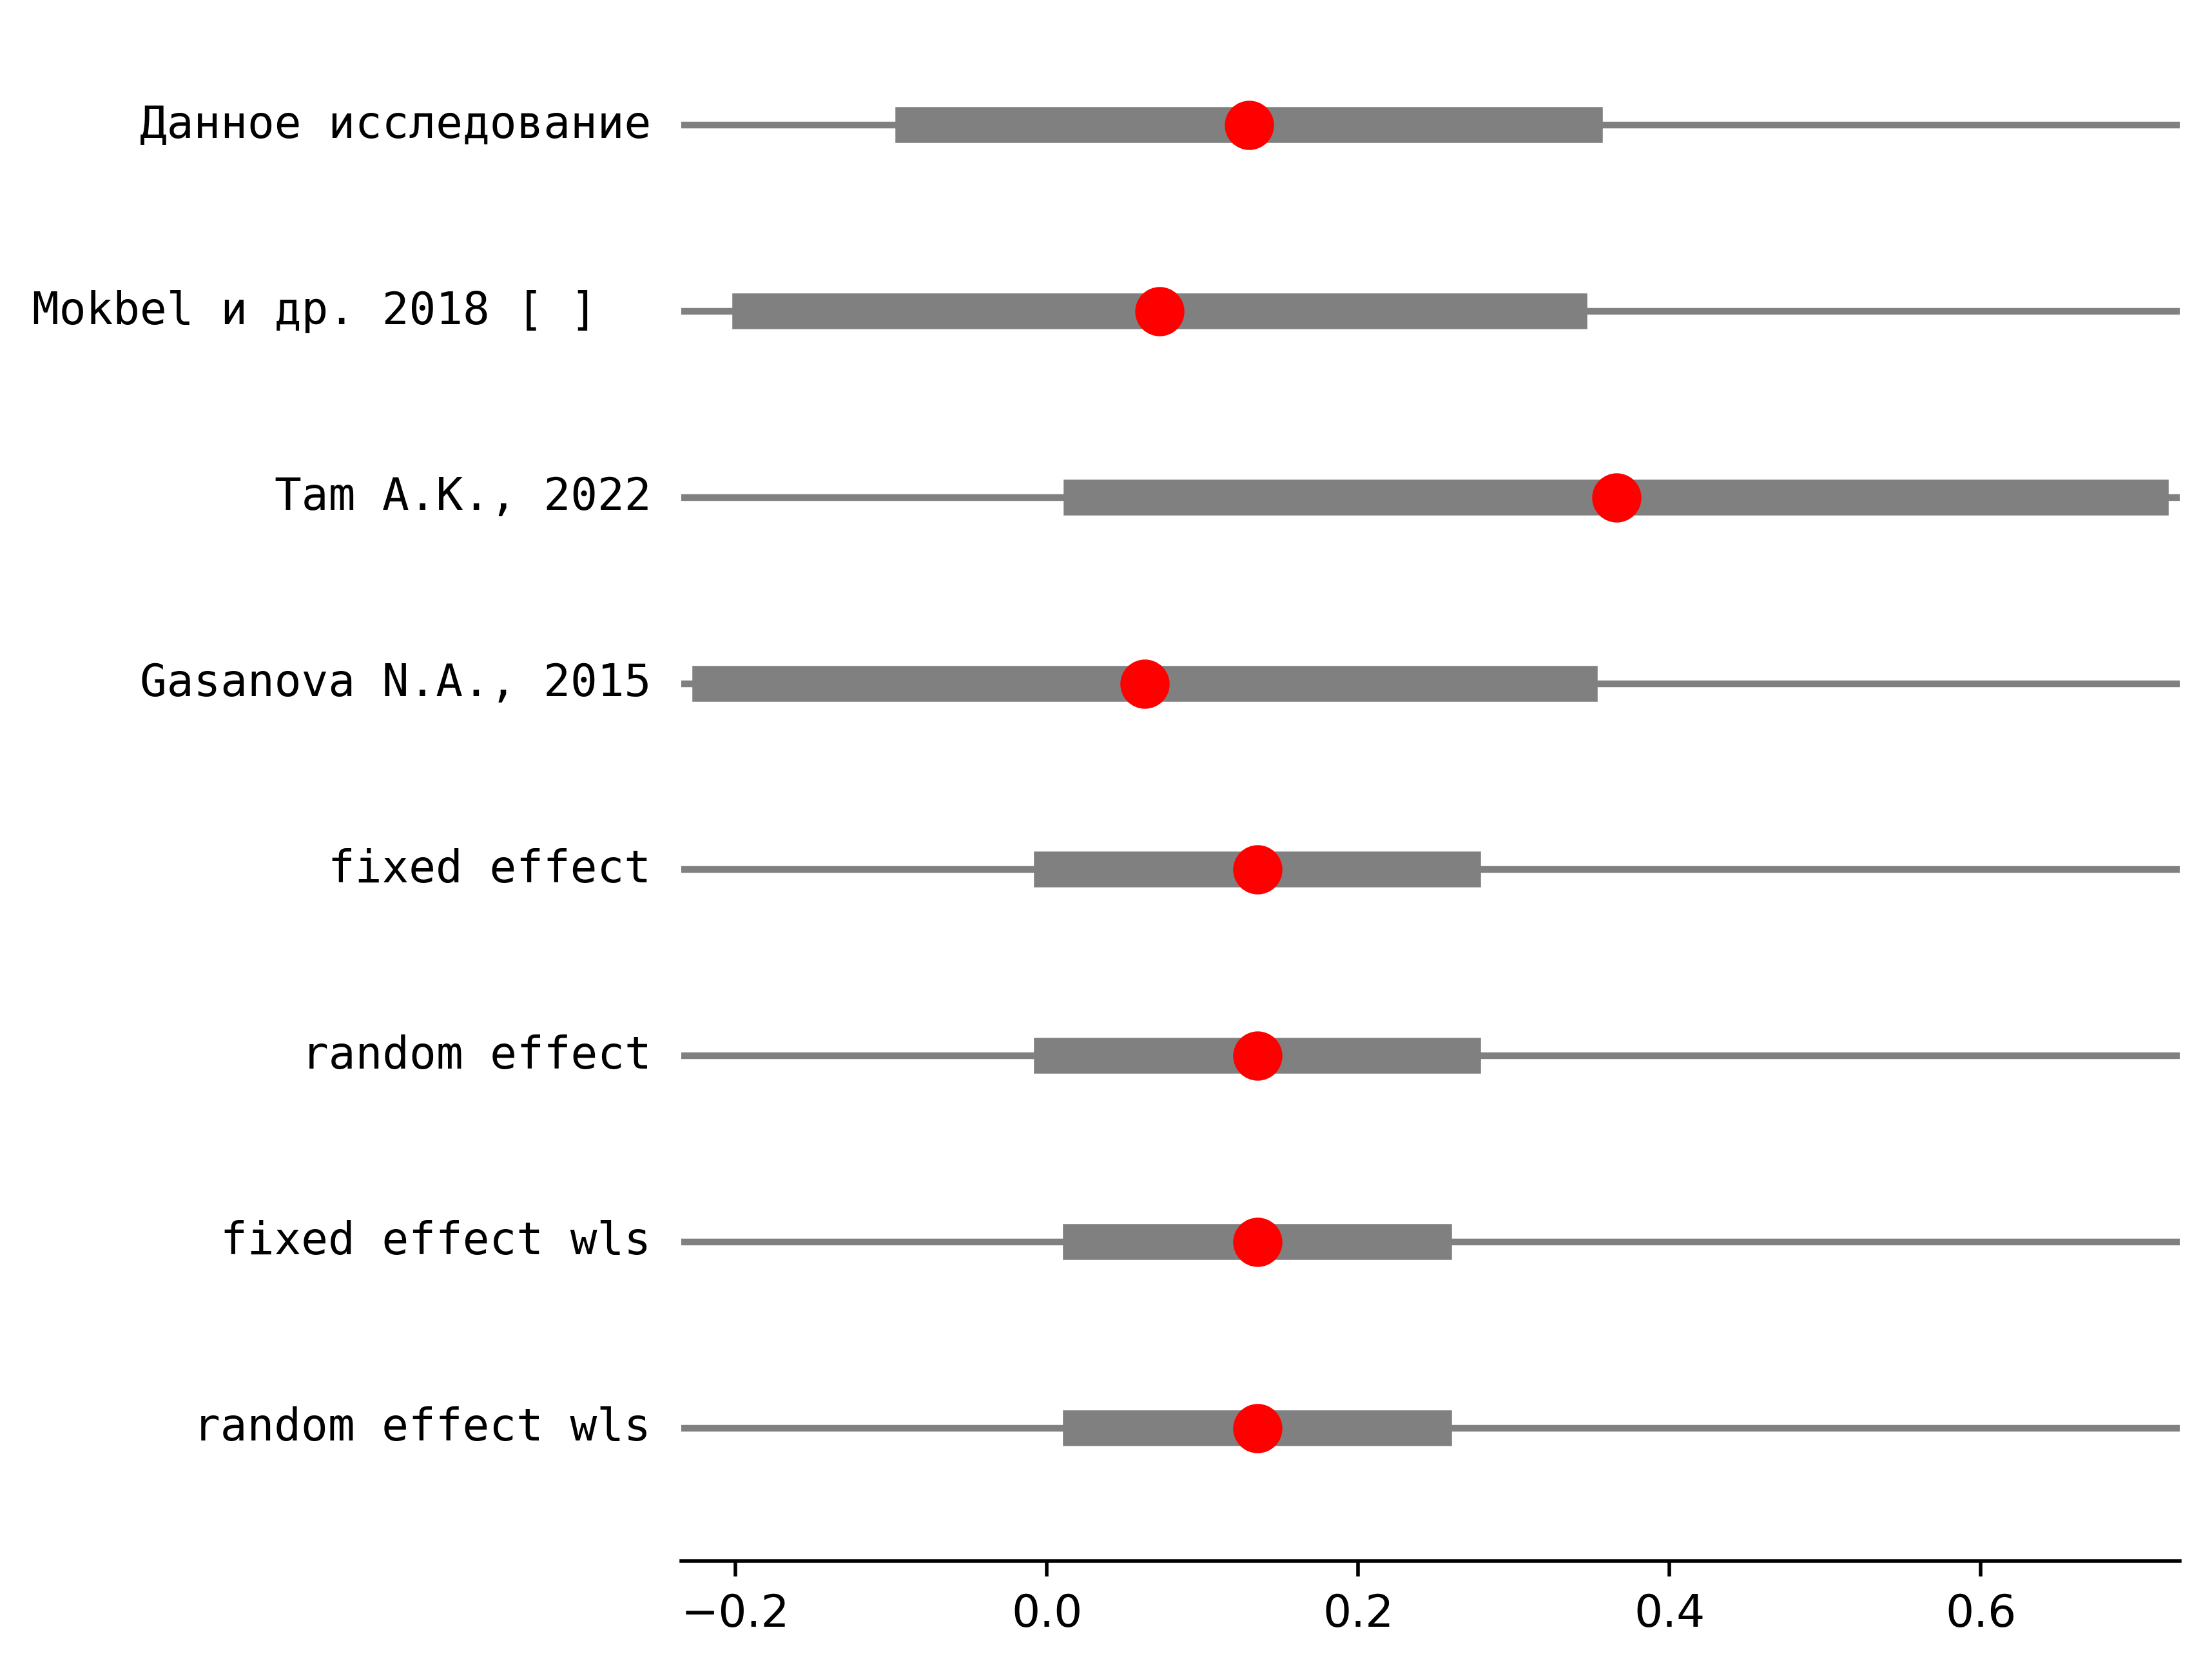 Данное исследование
Mokbel и др. 2018 [ ]
Tam A.K., 2022
Gasanova N.A., 2015
fixed effect
random effect
fixed effect wls
random effect wls
−0.2 0.0 0.2 0.4 0.6